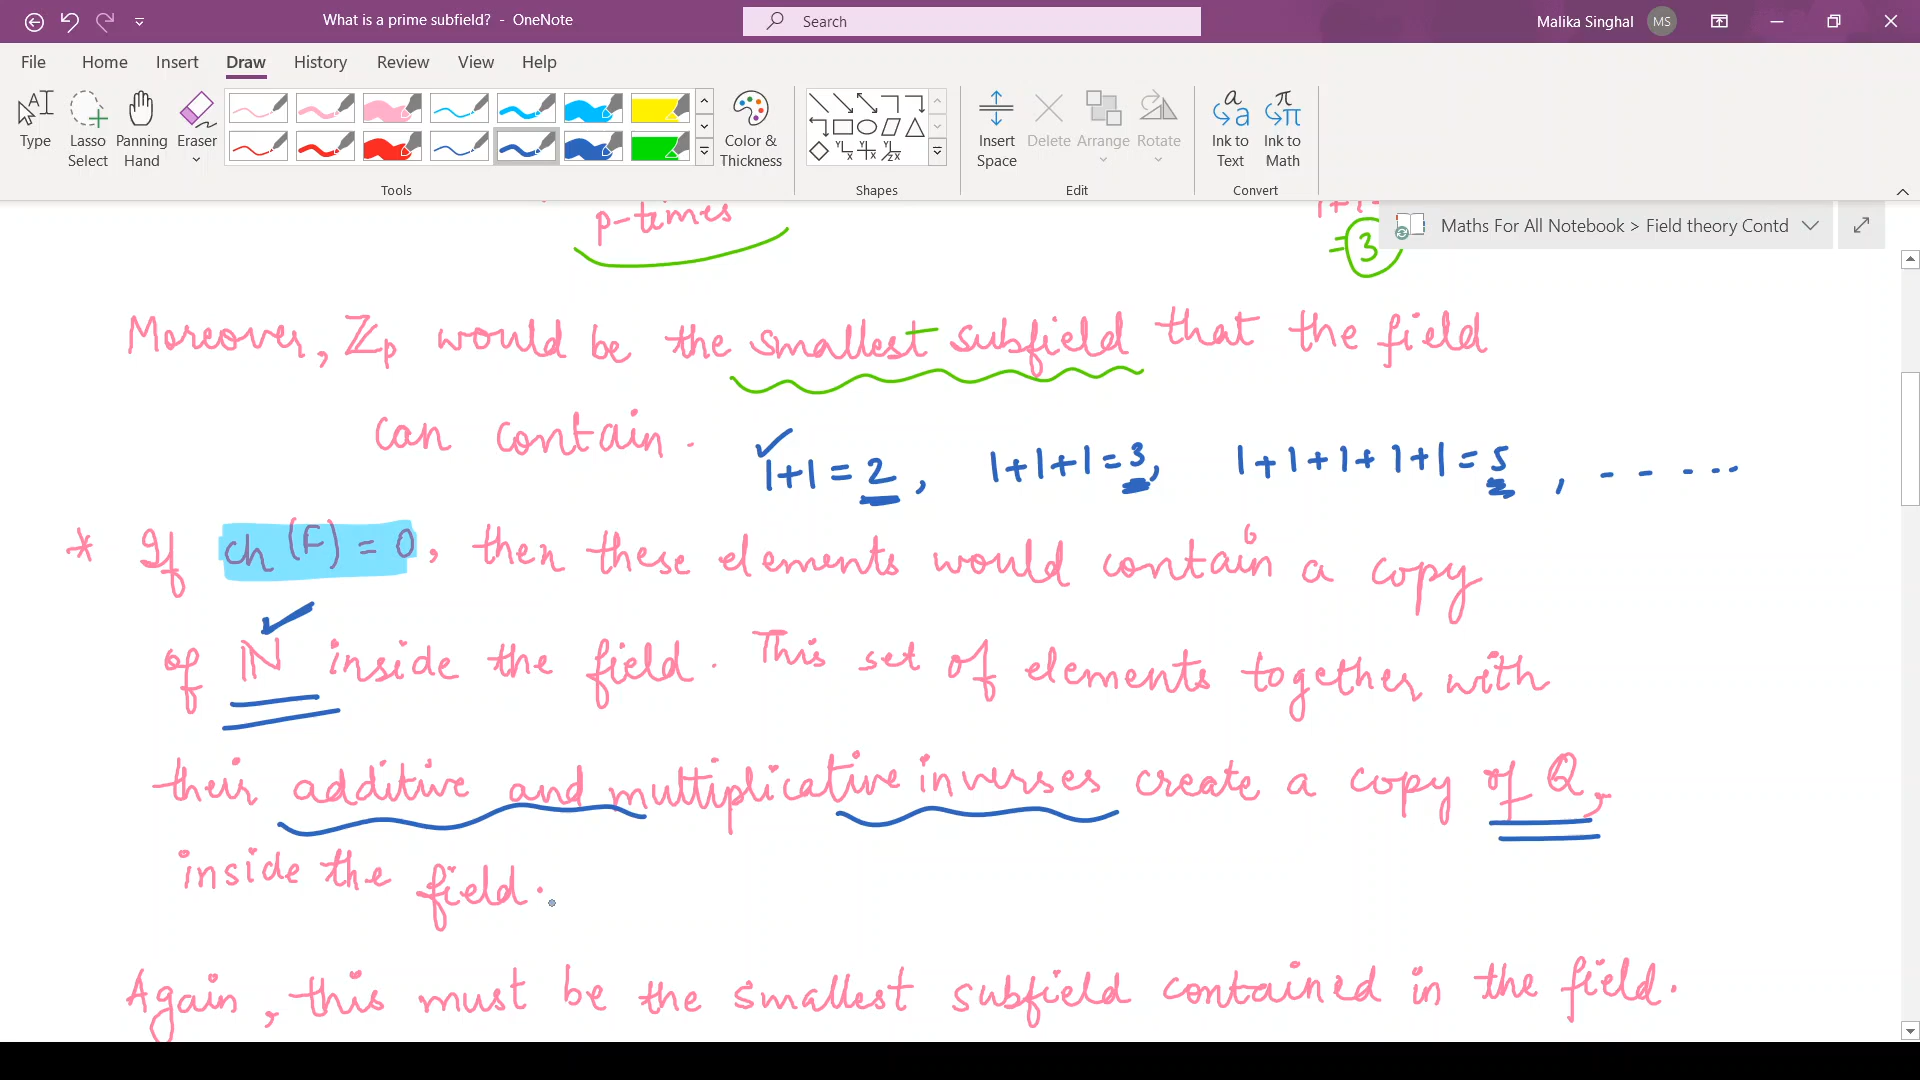 What is a prime subfield? - OneNote
Search
Malika Singhal MS
File Home Insert Draw History Review View Help
Type
Lasso Select
Panning Hand
Eraser
Color & Thickness
Insert Space
Delete
Arrange
Rotate
Ink to Text
Ink to Math
Tools
Shapes
Edit
Convert
p-times
= 3
Maths For All Notebook > Field theory Contd
Moreover, ℤp would be the smallest subfield that the field
can contain.
1+1 = 2, 1+1+1 = 3, 1+1+1+1+1 = 5, - - - ...
* If ch (F) = 0, then these elements would contain a copy
of ℕ inside the field. This set of elements together with
their additive and multiplicative inverses create a copy of Q,
inside the field.
Again, this must be the smallest subfield contained in the field.